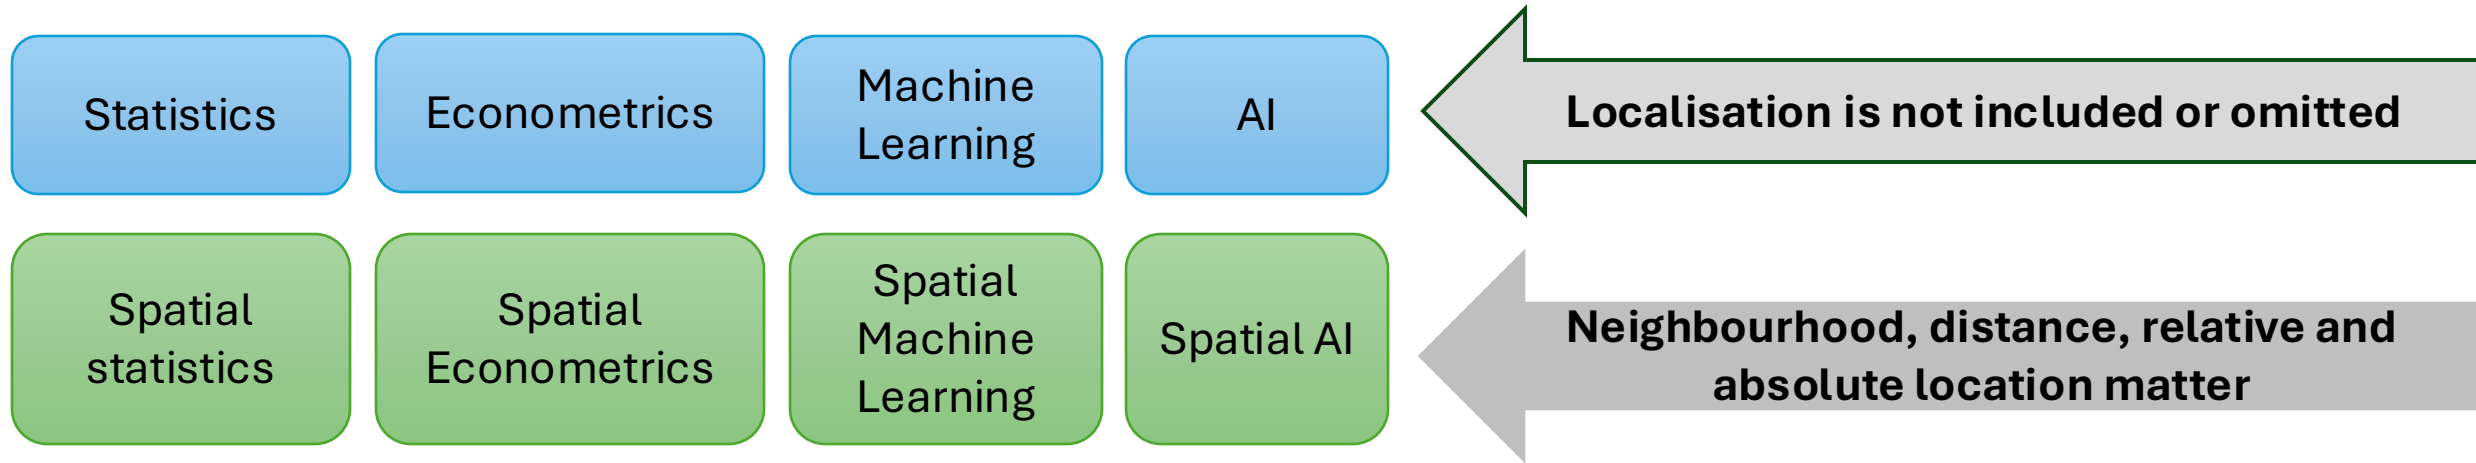 Statistics
Econometrics
Machine
Learning
AI
Localisation is not included or omitted
Spatial
statistics
Spatial
Econometrics
Spatial
Machine
Learning
Spatial AI
Neighbourhood, distance, relative and
absolute location matter